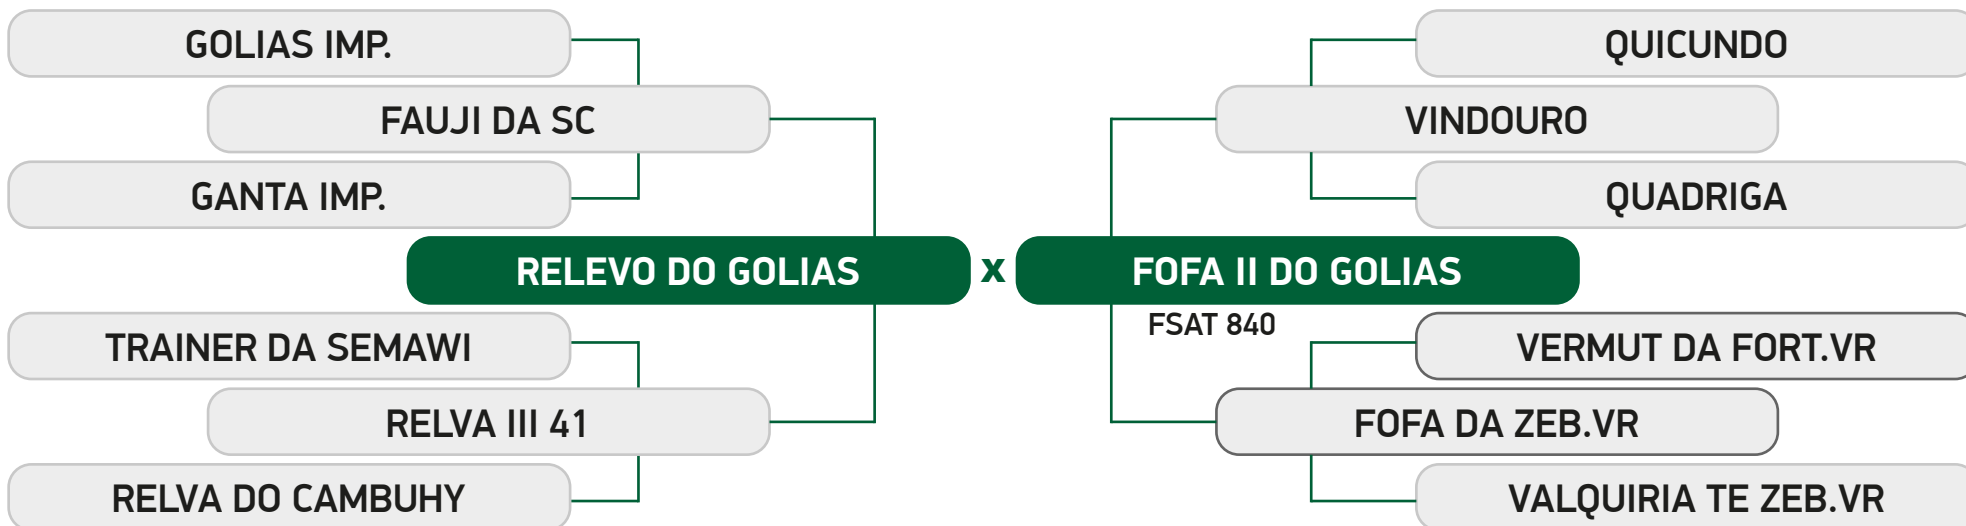 GOLIAS IMP.
QUICUNDO
FAUJI DA SC
VINDOURO
GANTA IMP.
QUADRIGA
RELEVO DO GOLIAS x FOFA II DO GOLIAS
FSAT 840
TRAINER DA SEMAWI
VERMUT DA FORT.VR
RELVA III 41
FOFA DA ZEB.VR
RELVA DO CAMBUHY
VALQUIRIA TE ZEB.VR